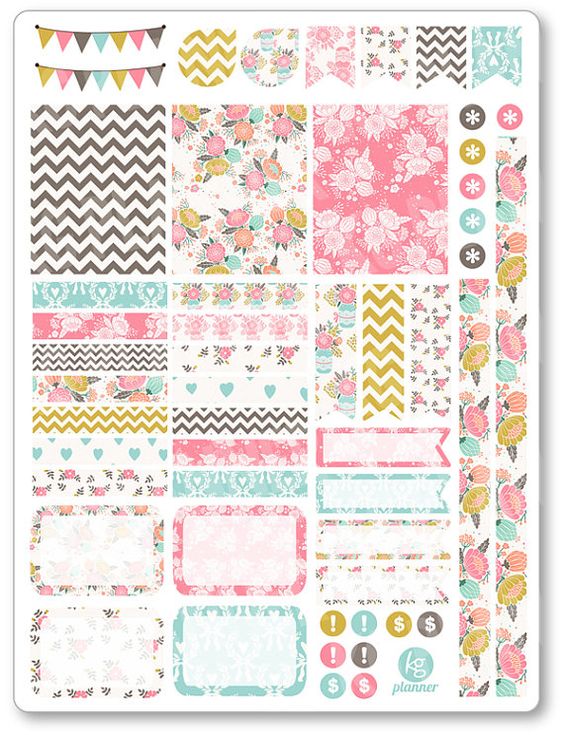 * *
*
*
*
*
! ! $ $
! !
$ $
kg
planner